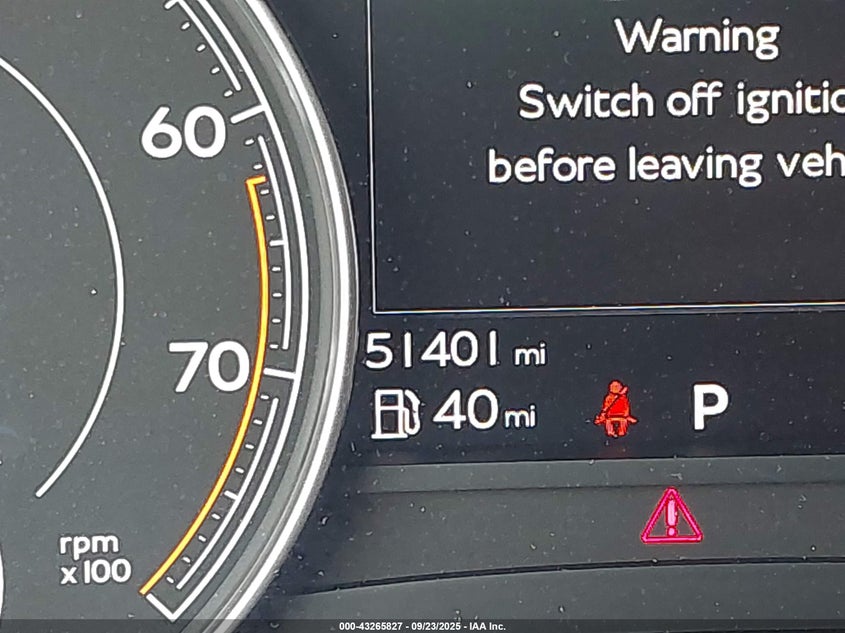 60
70
rpm
x100
Warning
Switch off ignitio
before leaving veh
51401 mi
40 mi
P
000-43265827 - 09/23/2025 - IAA Inc.